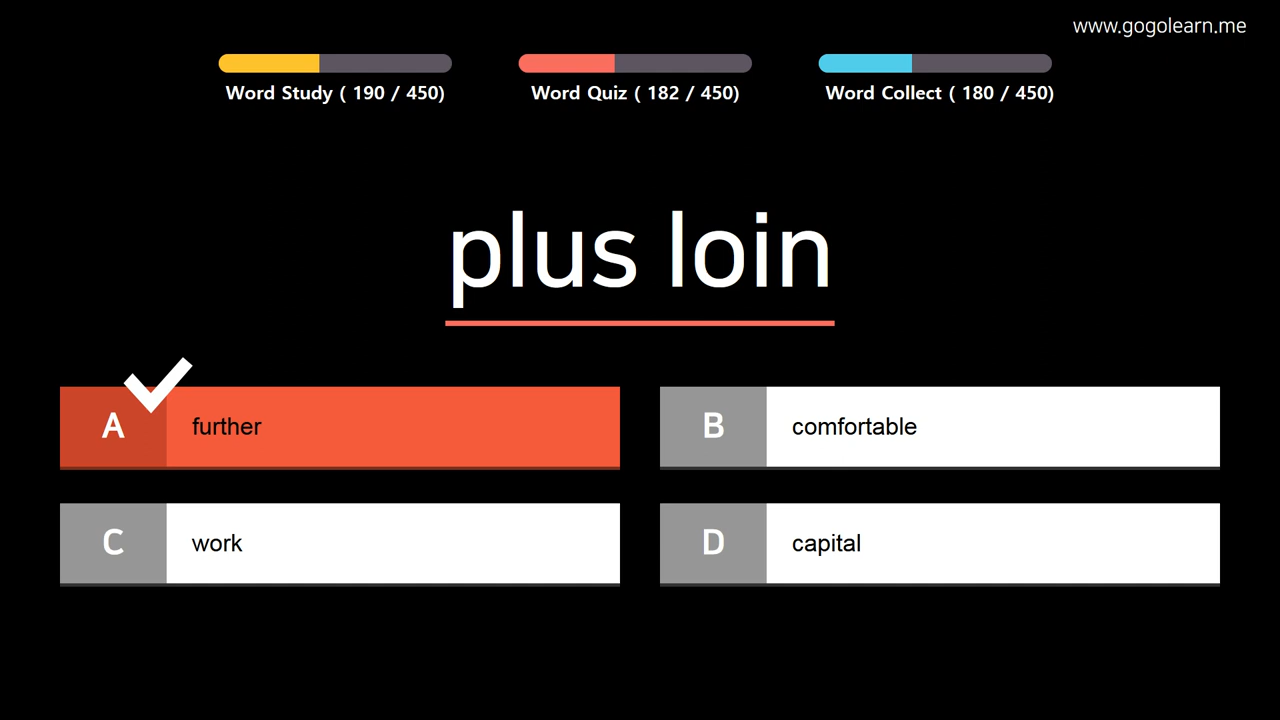 www.gogolearn.me
Word Study ( 190 / 450)
Word Quiz ( 182 / 450)
Word Collect ( 180 / 450)
plus loin
A further
B comfortable
C work
D capital